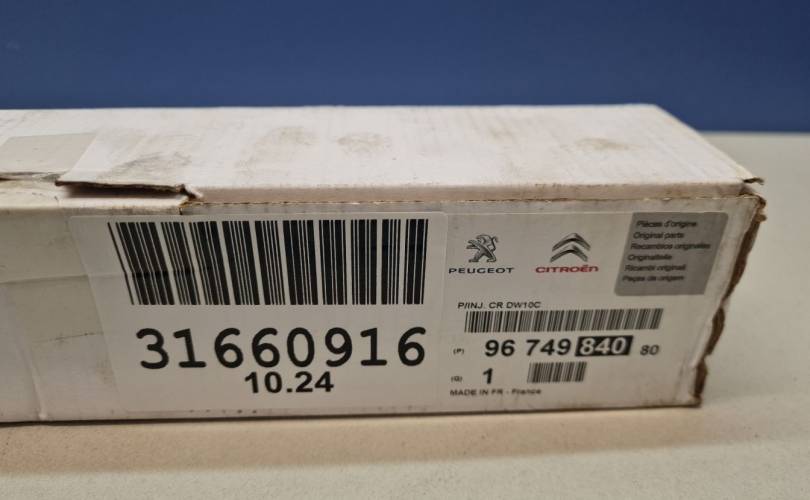 31660916
10.24
PEUGEOT
CITROËN
Pièces d'origine
Original parts
Recambios originales
Originalteile
Ricambi originali
Peças de origem
P/INJ. CR DW10C
(P) 96 749 840 80
(Q) 1
MADE IN FR - France